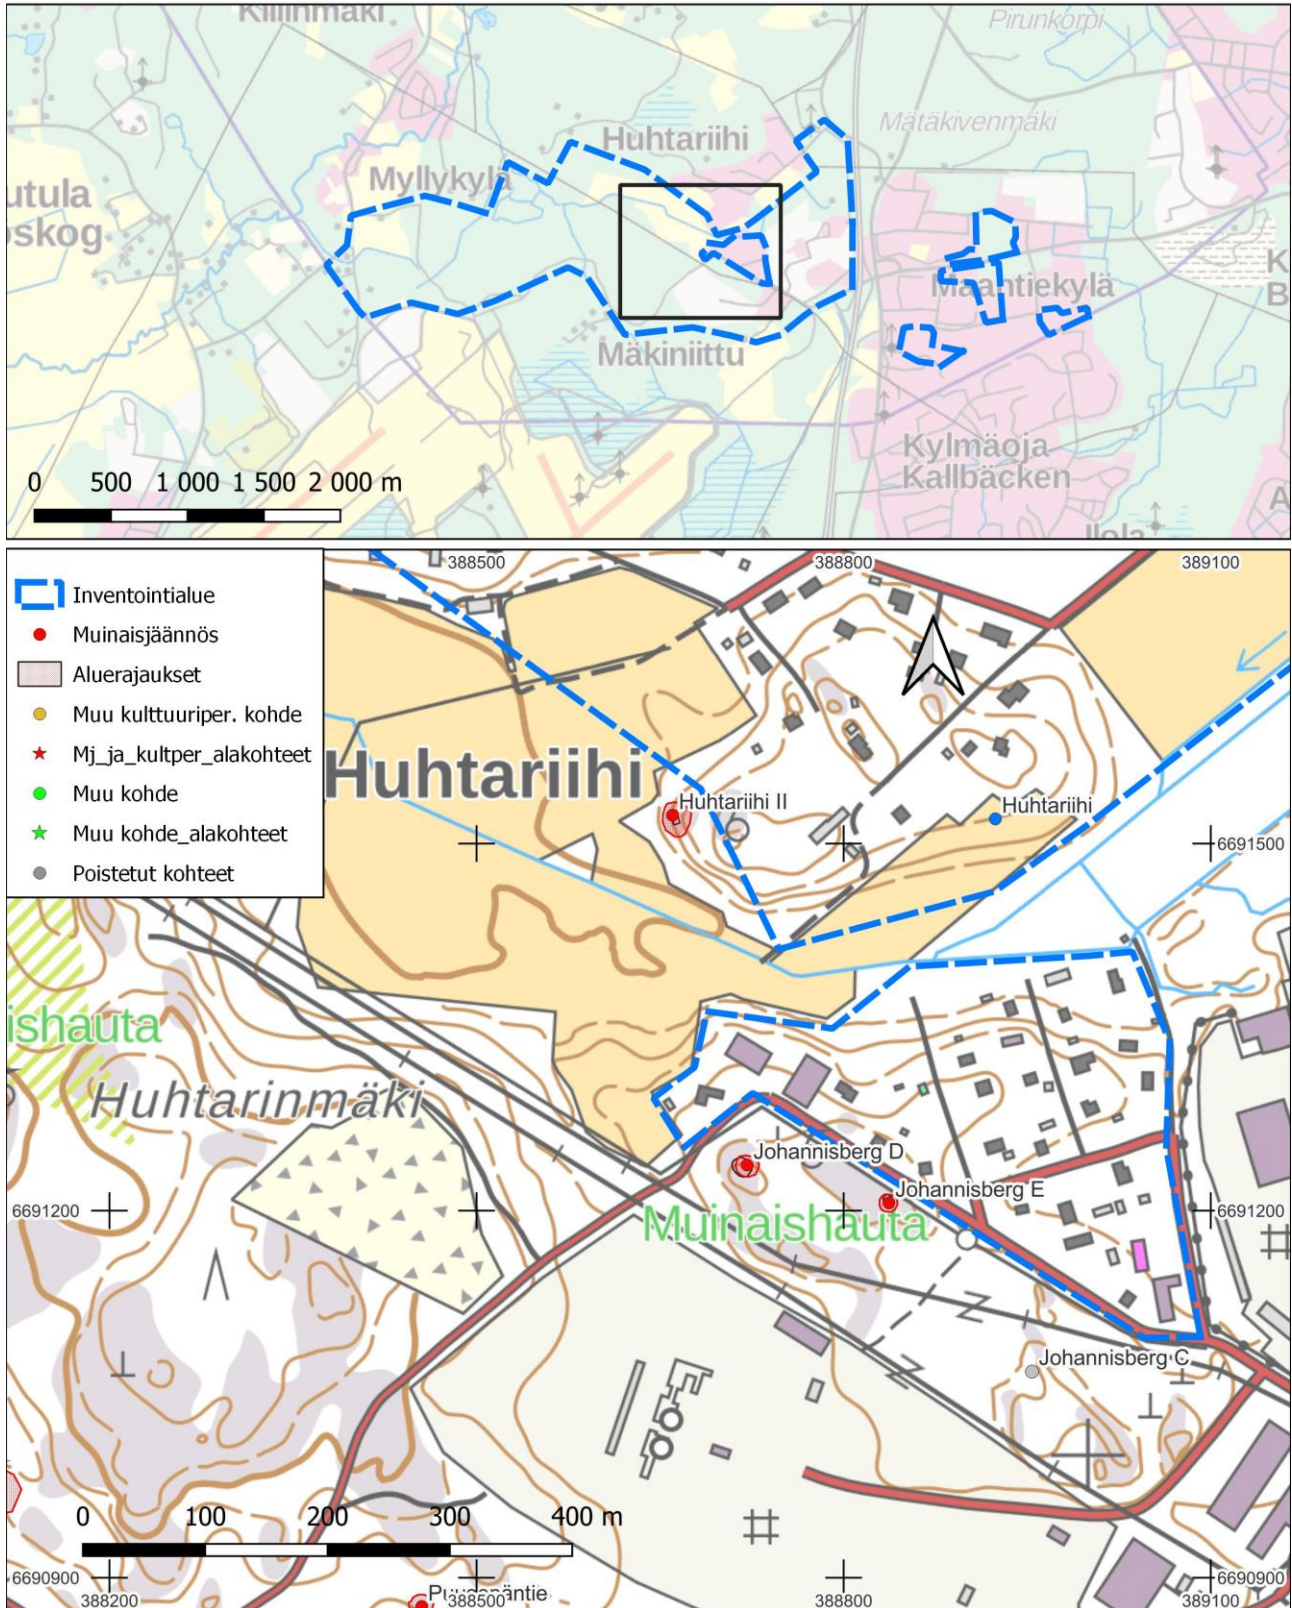 Killinmäki
Pirunkorpi
Mätäkivenmäki
Huhtariihi
Myllykylä
utula
oskog
Maantiekylä
K
B
Mäkiniittu
Kylmäoja
Kallbäcken
A
Ilola
0 500 1 000 1 500 2 000 m
388500 388800 389100
Inventointialue
Muinaisjäännös
Aluerajaukset
Muu kulttuuriper. kohde
Mj_ja_kultper_alakohteet
Muu kohde
Muu kohde_alakohteet
Poistetut kohteet
Huhtariihi
Huhtariihi II
Huhtariihi
6691500
ishauta
Huhtarinmäki
Johannisberg D
Johannisberg E
6691200
6691200
Muinaishauta
Johannisberg C
0 100 200 300 400 m
6690900
6690900
388200 388500 388800 389100